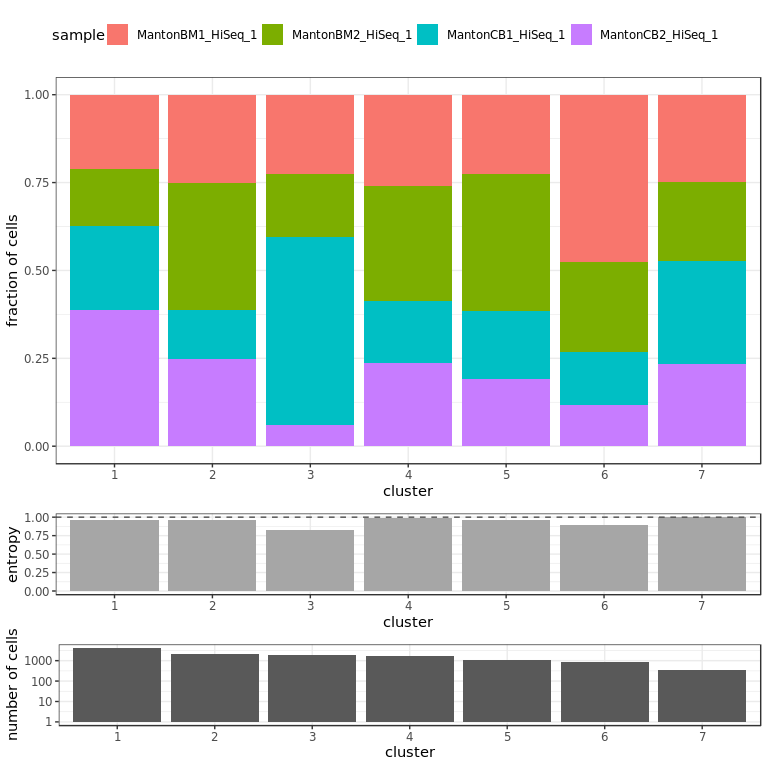 sample MantonBM1_HiSeq_1 MantonBM2_HiSeq_1 MantonCB1_HiSeq_1 MantonCB2_HiSeq_1
fraction of cells
1.00
0.75
0.50
0.25
0.00
1 2 3 4 5 6 7
cluster
entropy
1.00
0.75
0.50
0.25
0.00
1 2 3 4 5 6 7
cluster
number of cells
1000
100
10
1
1 2 3 4 5 6 7
cluster